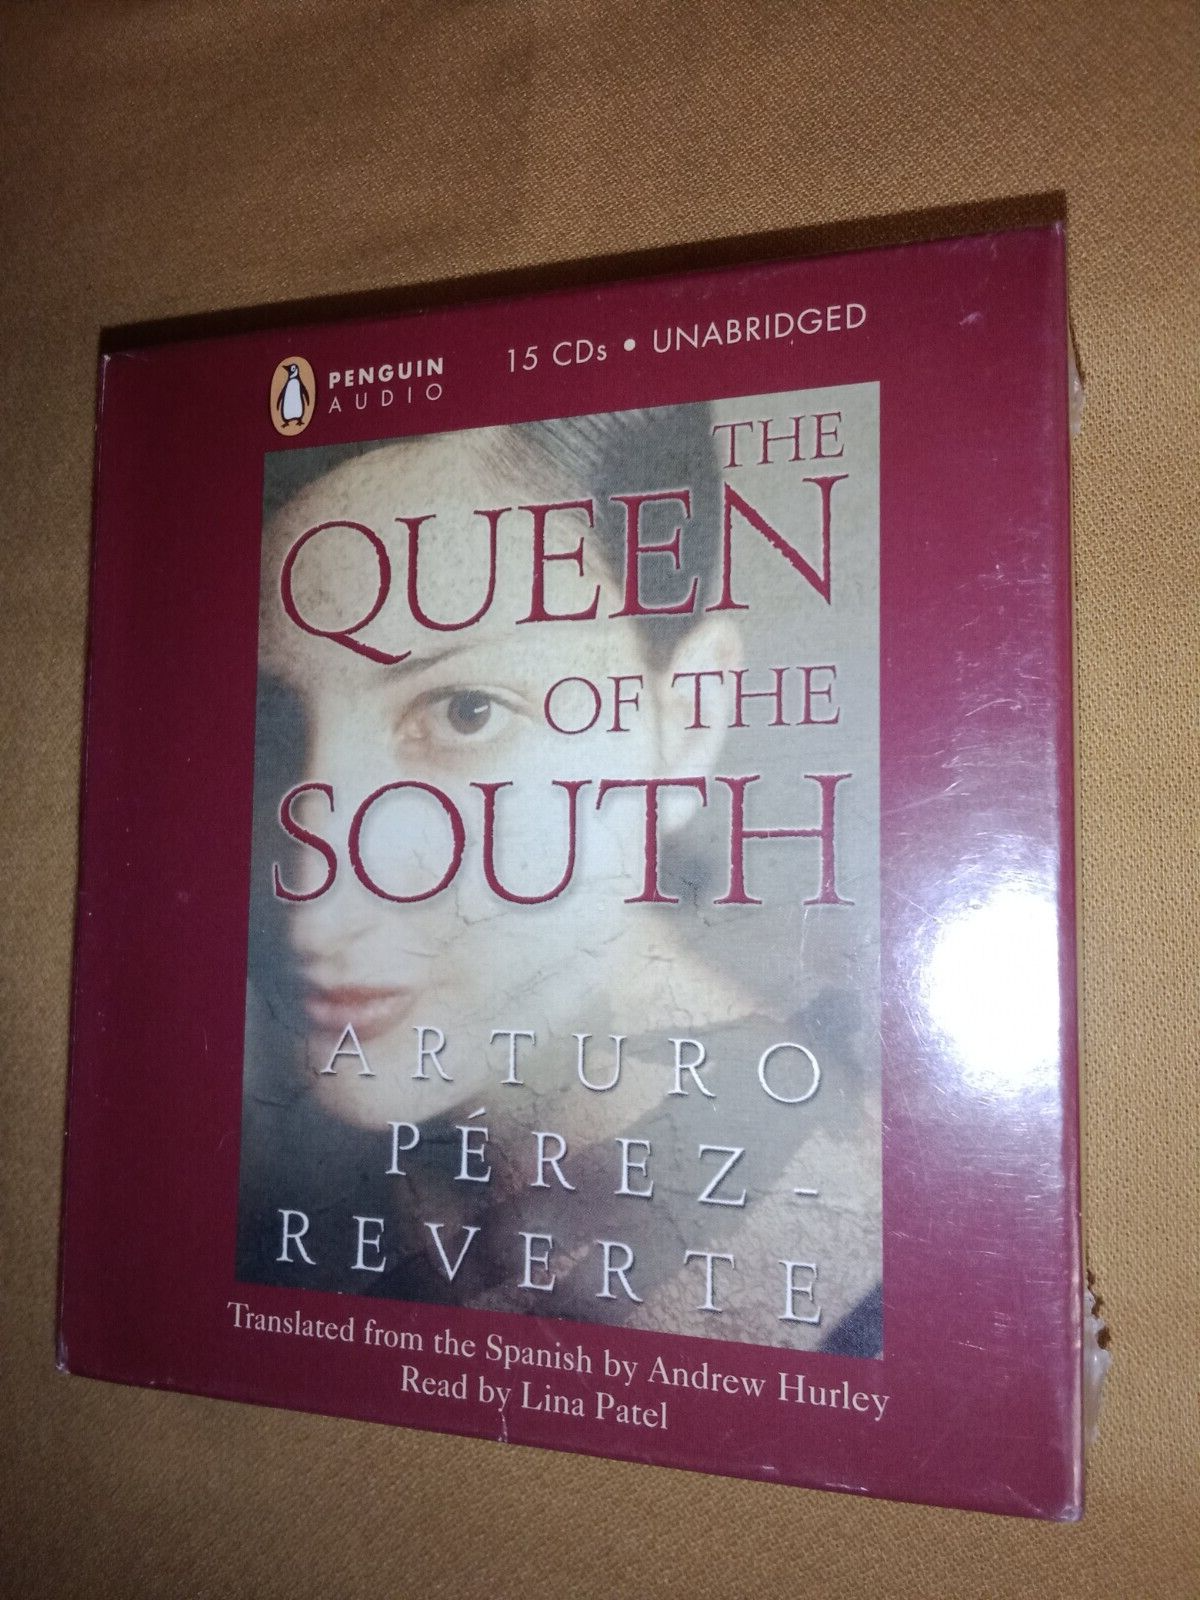 PENGUIN
AUDIO
15 CDs • UNABRIDGED
THE
QUEEN
OF THE
SOUTH
ARTURO
PÉREZ-
REVERTE
Translated from the Spanish by Andrew Hurley
Read by Lina Patel